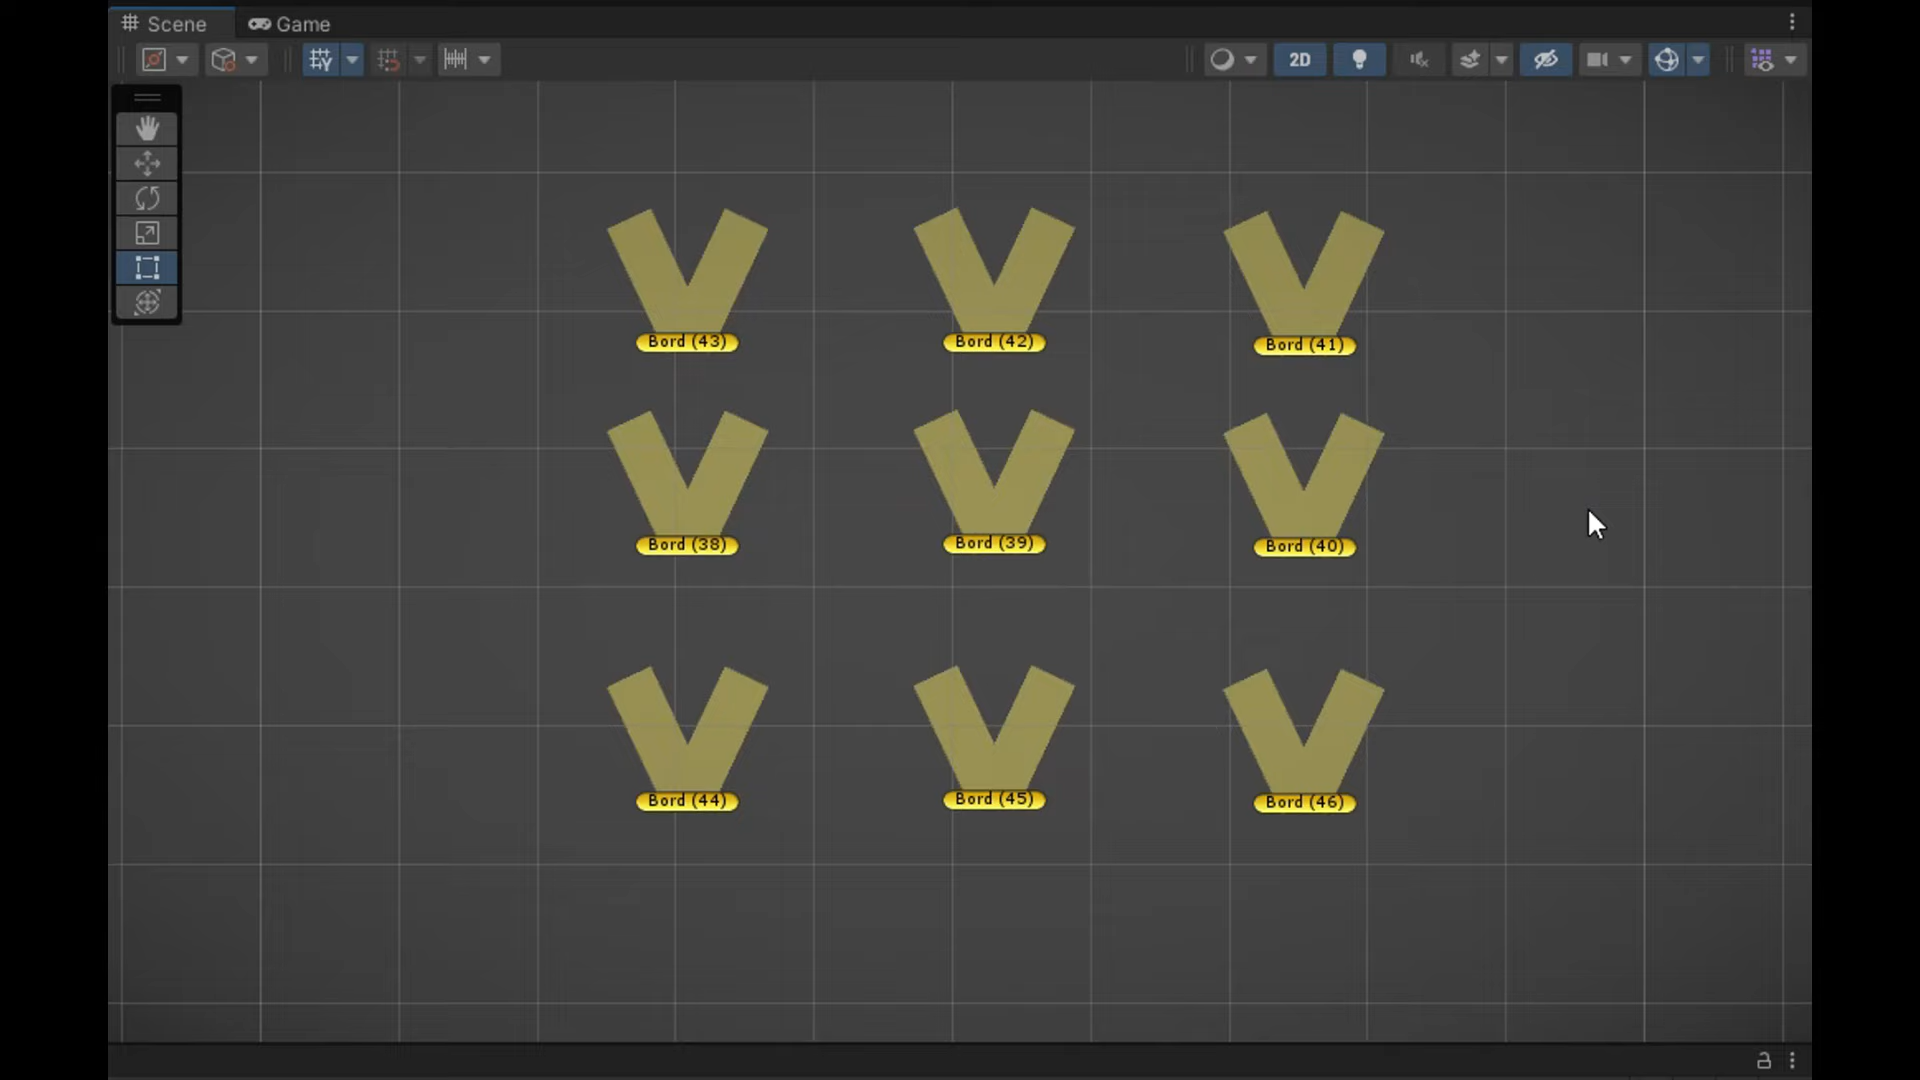 Scene Game
2D
Bord (43) Bord (42) Bord (41)
Bord (38) Bord (39) Bord (40)
Bord (44) Bord (45) Bord (46)